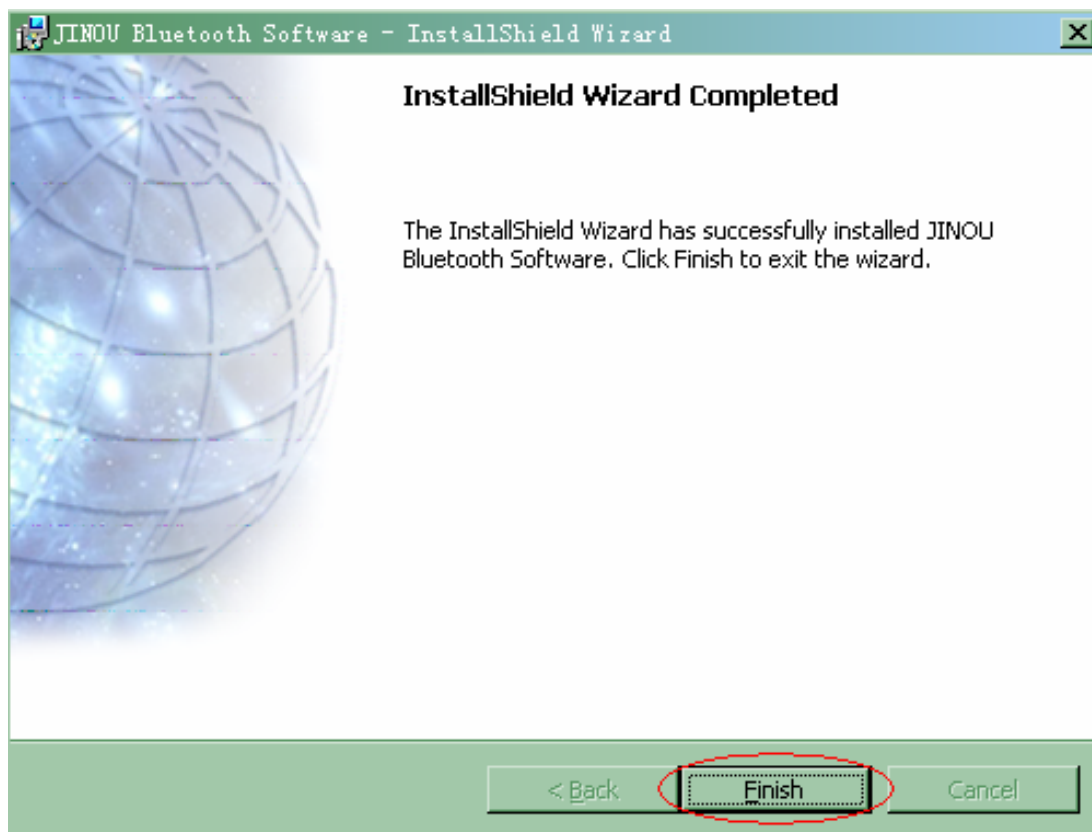 JINOU Bluetooth Software - InstallShield Wizard
InstallShield Wizard Completed
The InstallShield Wizard has successfully installed JINOU
Bluetooth Software. Click Finish to exit the wizard.
< Back
Finish
Cancel